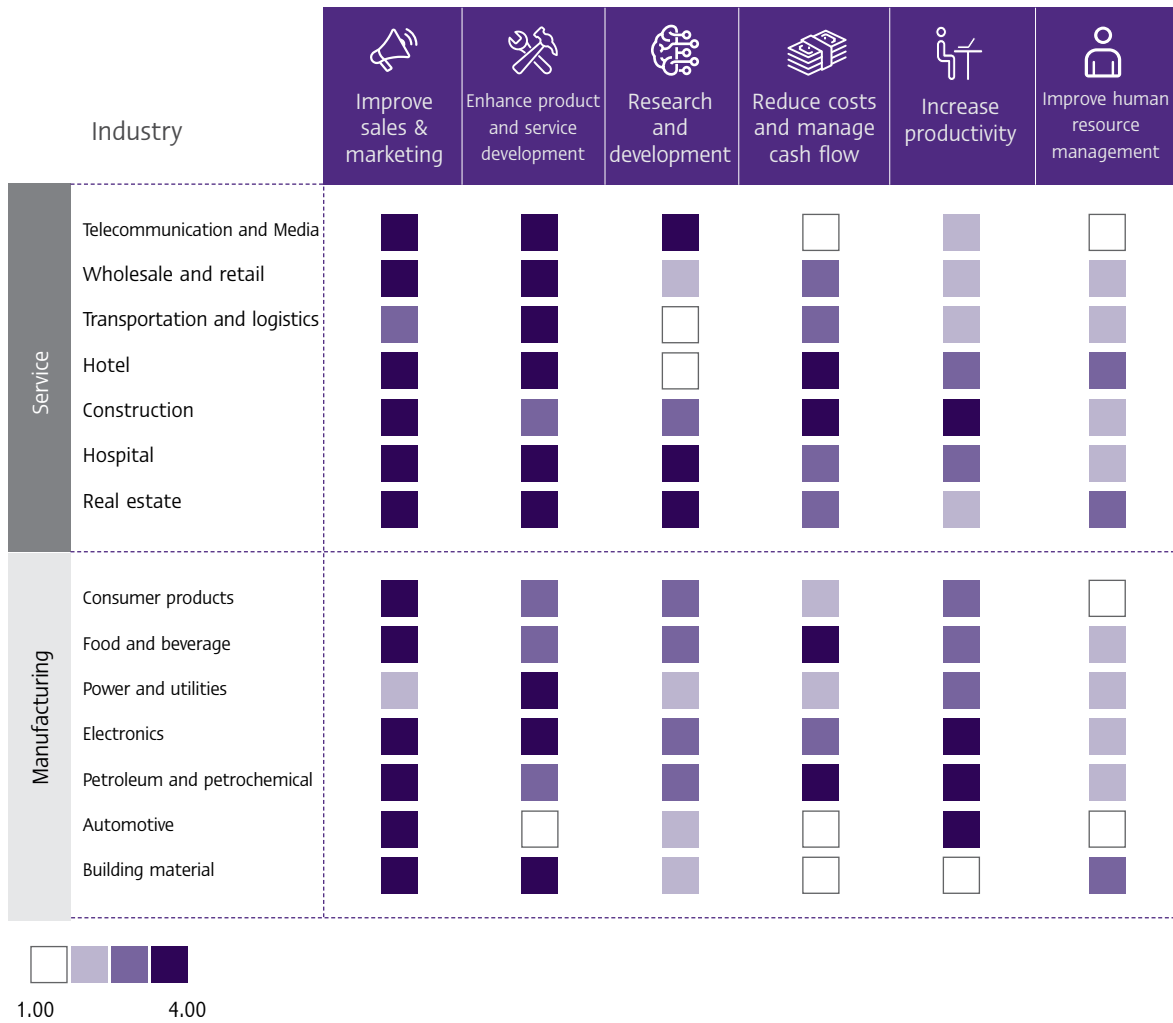 Industry
Improve
sales &
marketing
Enhance product
and service
development
Research
and
development
Reduce costs
and manage
cash flow
Increase
productivity
Improve human
resource
management
Service
Telecommunication and Media
Wholesale and retail
Transportation and logistics
Hotel
Construction
Hospital
Real estate
Manufacturing
Consumer products
Food and beverage
Power and utilities
Electronics
Petroleum and petrochemical
Automotive
Building material
1.00 4.00